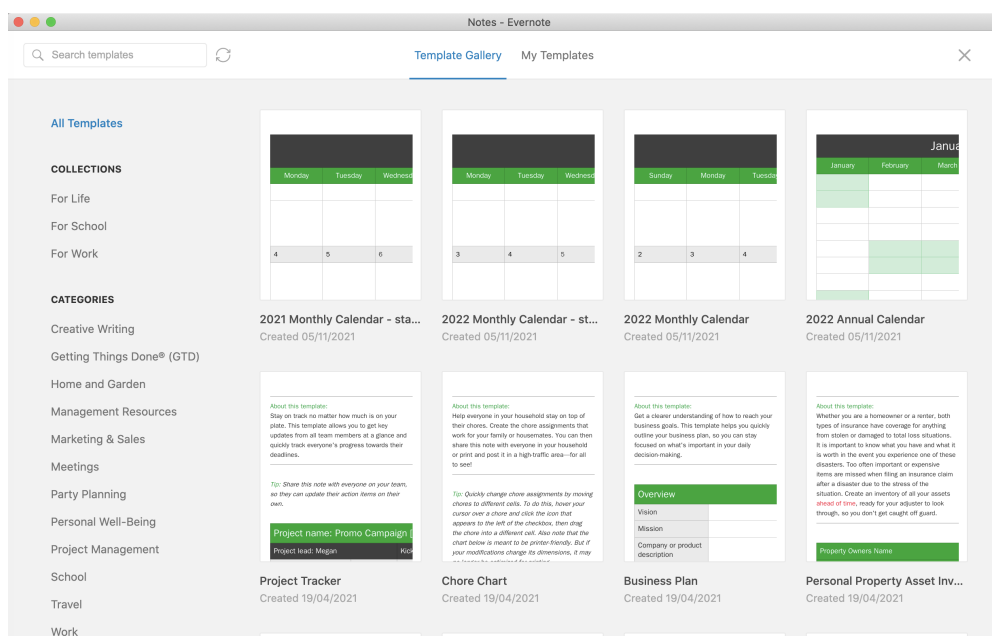 Notes - Evernote
Search templates
Template Gallery
My Templates
All Templates
COLLECTIONS
For Life
For School
For Work
CATEGORIES
Creative Writing
Getting Things Done® (GTD)
Home and Garden
Management Resources
Marketing & Sales
Meetings
Party Planning
Personal Well-Being
Project Management
School
Travel
Work
Monday Tuesday Wednesd
4 5 6
2021 Monthly Calendar - sta...
Created 05/11/2021
Monday Tuesday Wednesd
3 4 5
2022 Monthly Calendar - st...
Created 05/11/2021
Sunday Monday Tuesday
2 3 4
2022 Monthly Calendar
Created 05/11/2021
Janua
January February March
2022 Annual Calendar
Created 05/11/2021
About this template:
Stay on track no matter how much is on your
plate. This template allows you to get key
updates from all team members at a glance and
quickly track everyone's progress towards their
deadlines.
Tip: Share this note with everyone on your team,
so they can update their action items on their
own.
Project name: Promo Campaign [
Project lead: Megan Kick
Project Tracker
Created 19/04/2021
About this template:
Help everyone in your household stay on top of
their chores. Create the chore assignments that
work for your family or housemates. You can then
share this note with everyone in your household
or print and post it in a high-traffic area—for all
to see!
Tip: Quickly change chore assignments by moving
chores to different cells. To do this, hover your
cursor over a chore and click the icon that
appears to the left of the checkbox, then drag
the chore into a different cell. Also note that the
chart below is meant to be printer-friendly. But if
your modifications change its dimensions, it may
no longer be optimized for printing.
Chore Chart
Created 19/04/2021
About this template:
Get a clearer understanding of how to reach your
business goals. This template helps you quickly
outline your business plan, so you can stay
focused on what's important in your daily
decision-making.
Overview
Vision
Mission
Company or product
description
Business Plan
Created 19/04/2021
About this template:
Whether you are a homeowner or a renter, both
types of insurance have coverage for anything
from stolen or damaged to total loss situations.
It is important to know what you have and what it
is worth in the event you experience one of these
disasters. Too often important or expensive
items are missed when filing an insurance claim
after a disaster due to the stress of the
situation. Create an inventory of all your assets
ahead of time, ready for your adjuster to look
through, so you don't get caught off guard.
Property Owners Name
Personal Property Asset Inv...
Created 19/04/2021